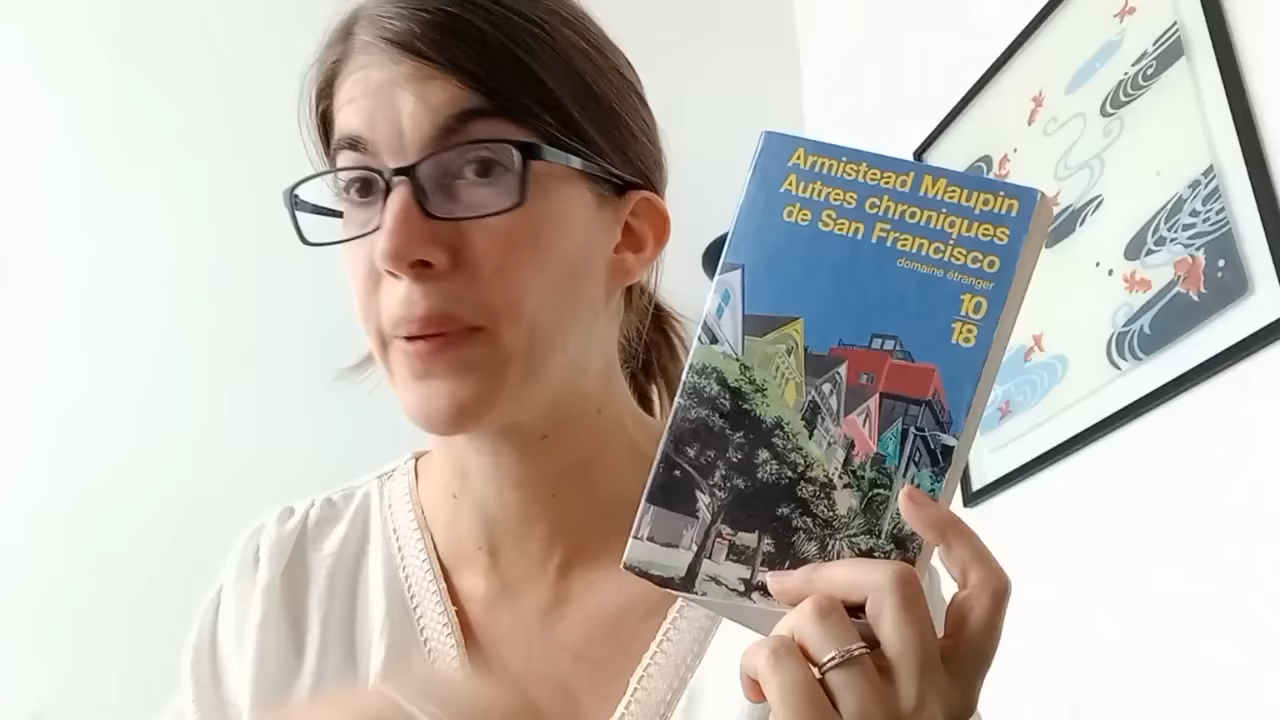 Armistead Maupin
Autres chroniques
de San Francisco
domaine étranger
10
18